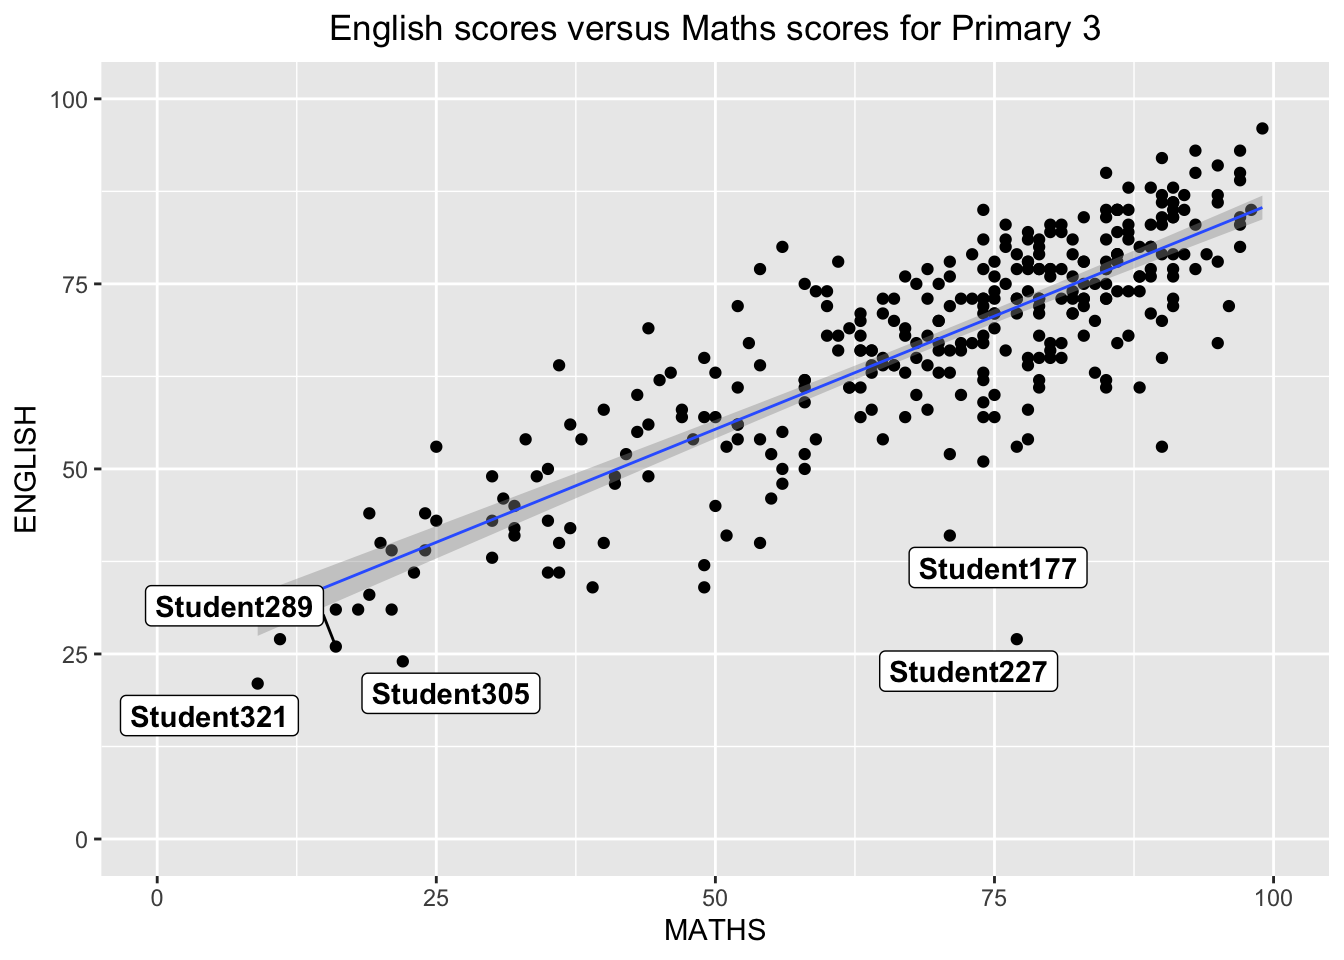 English scores versus Maths scores for Primary 3
100
75
50
25
0
ENGLISH
Student177
Student289
Student227
Student305
Student321
0
25
50
75
100
MATHS